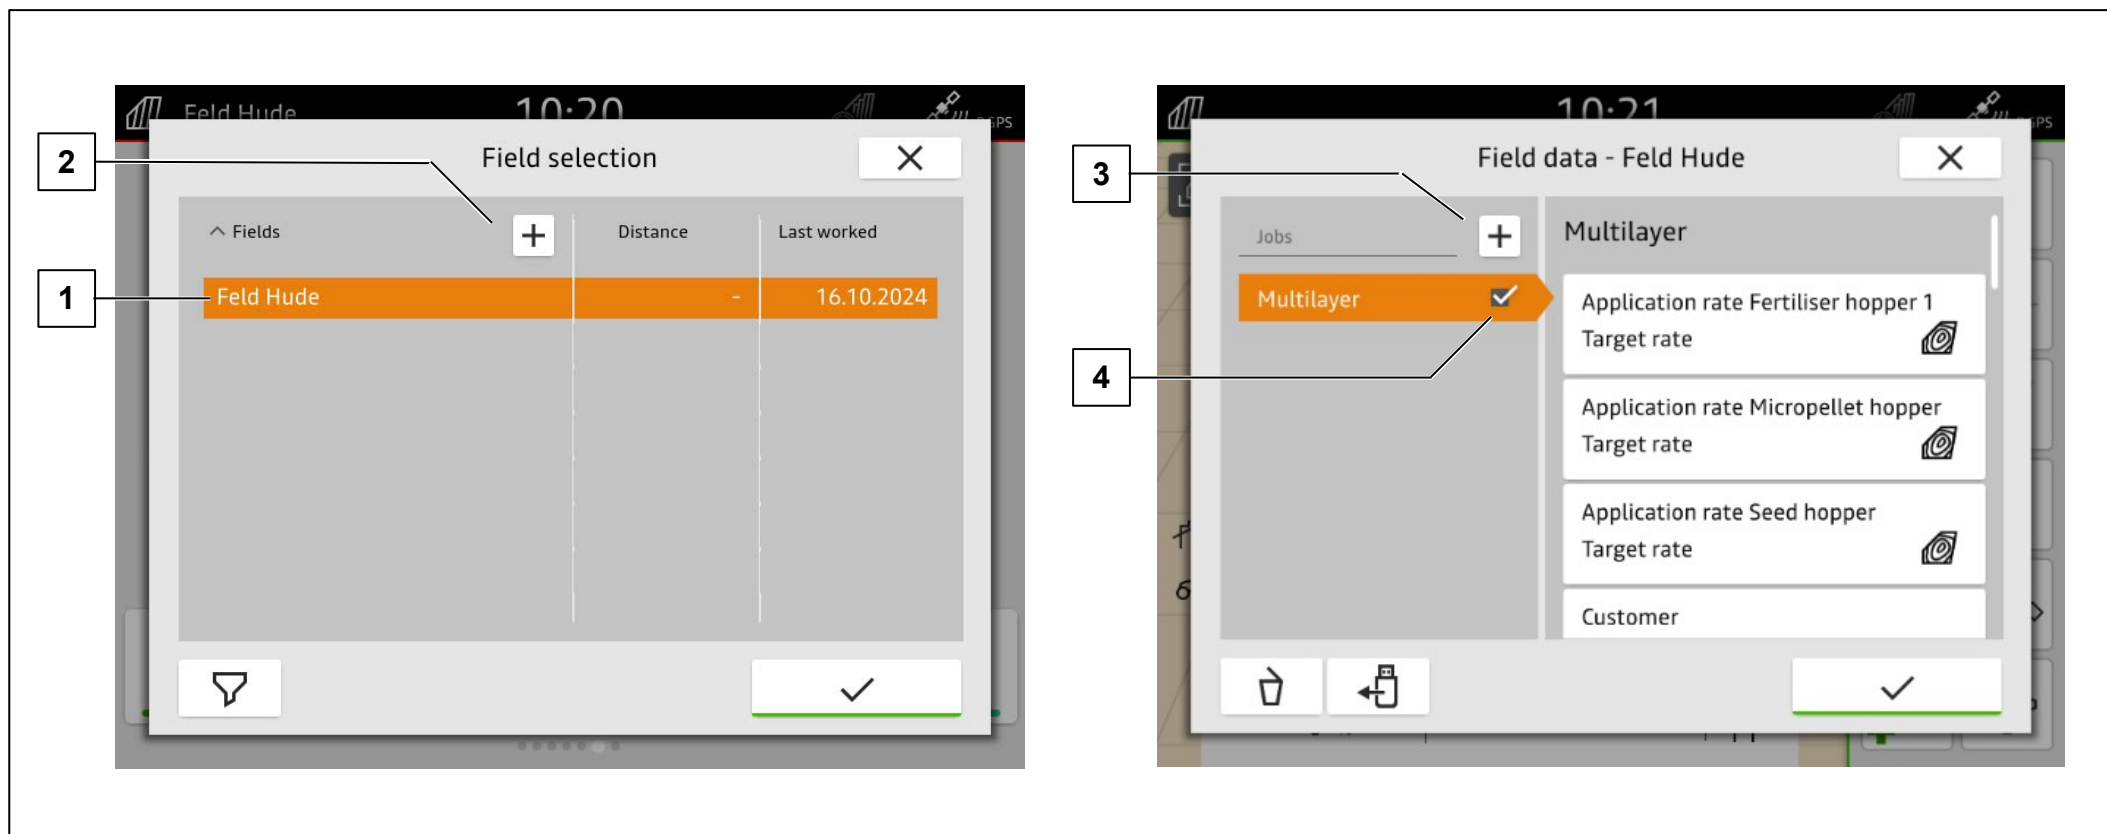 Feld Hude
10:20
GPS
2
Field selection
Fields
Distance
Last worked
1
Feld Hude
-
16.10.2024
10:21
GPS
3
Field data - Feld Hude
Jobs
Multilayer
Multilayer
4
Application rate Fertiliser hopper 1
Target rate
Application rate Micropellet hopper
Target rate
Application rate Seed hopper
Target rate
Customer